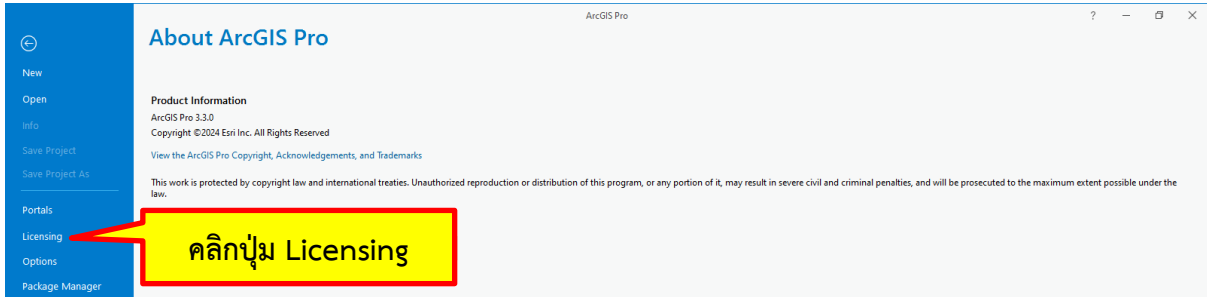 ArcGIS Pro
?
About ArcGIS Pro
New
Open
Info
Save Project
Save Project As
Portals
Licensing
Options
Package Manager
Product Information
ArcGIS Pro 3.3.0
Copyright ©2024 Esri Inc. All Rights Reserved
View the ArcGIS Pro Copyright, Acknowledgements, and Trademarks
This work is protected by copyright law and international treaties. Unauthorized reproduction or distribution of this program, or any portion of it, may result in severe civil and criminal penalties, and will be prosecuted to the maximum extent possible under the
law.
คลิกปุ่ม Licensing